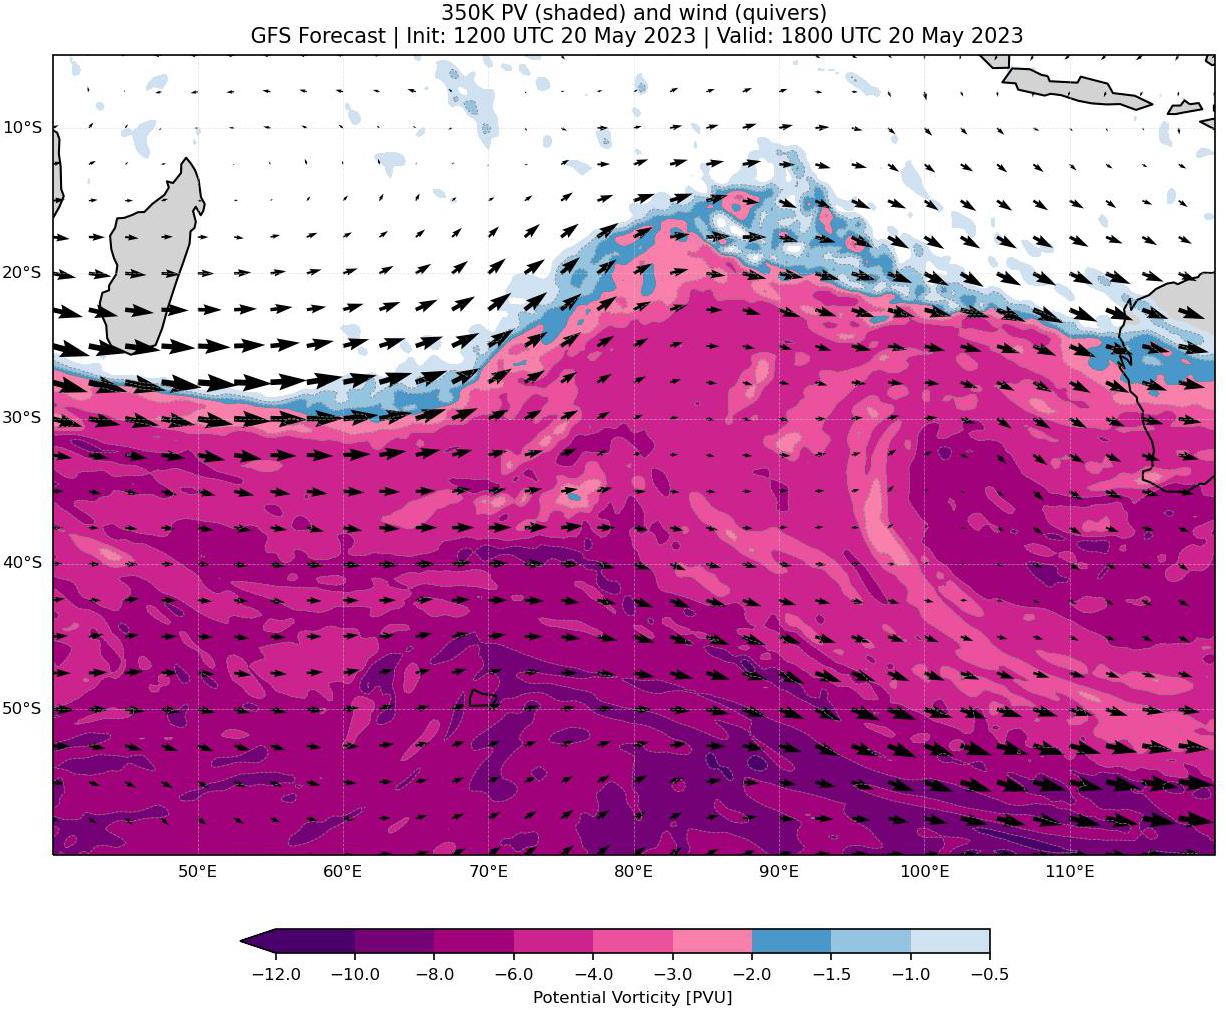 350K PV (shaded) and wind (quivers)
GFS Forecast | Init: 1200 UTC 20 May 2023 | Valid: 1800 UTC 20 May 2023
10°S
20°S
30°S
40°S
50°S
50°E 60°E 70°E 80°E 90°E 100°E 110°E
−12.0 −10.0 −8.0 −6.0 −4.0 −3.0 −2.0 −1.5 −1.0 −0.5
Potential Vorticity [PVU]